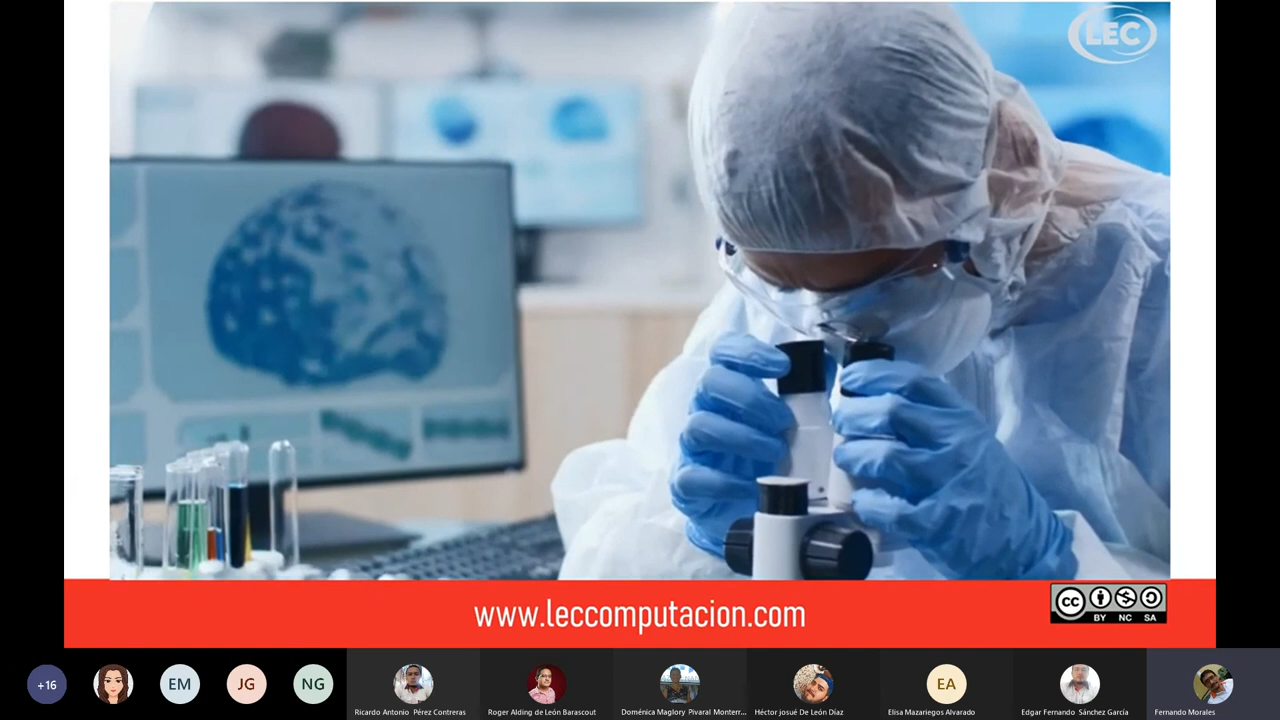 LEC
www.leccomputacion.com
cc
BY NC SA
+16
EM
JG
NG
EA
Ricardo Antonio Pérez Contreras
Roger Alding de León Barascout
Doménica Maglory Pivaral Monterr...
Héctor josué De León Díaz
Elisa Mazariegos Alvarado
Edgar Fernando Sánchez García
Fernando Morales